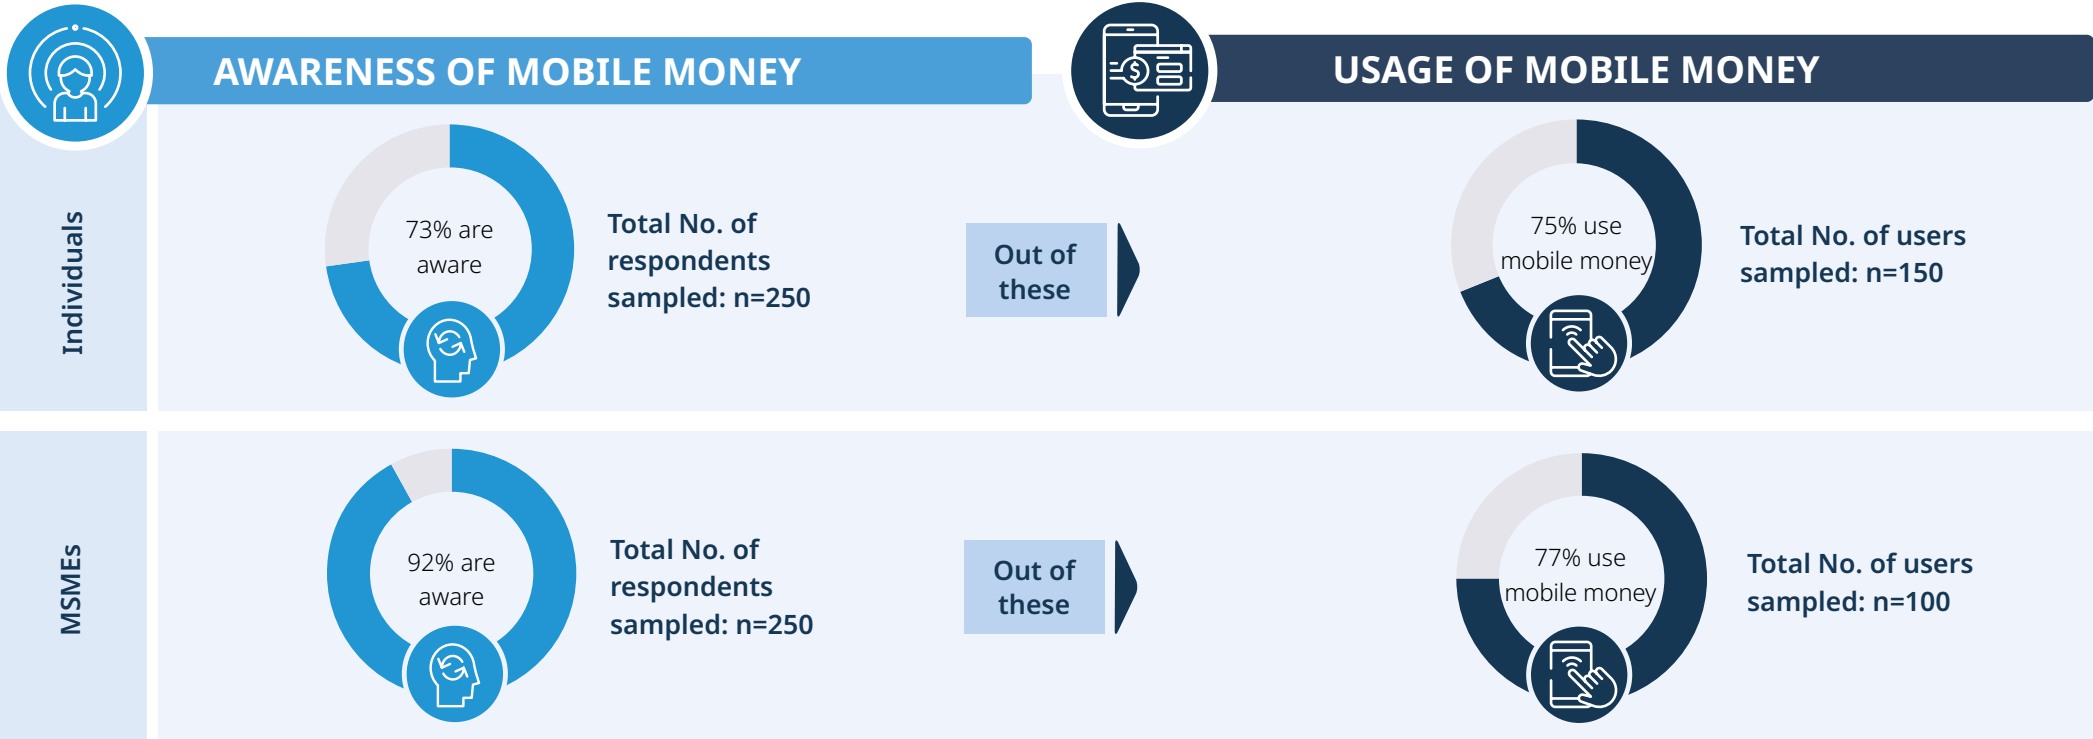 AWARENESS OF MOBILE MONEY
USAGE OF MOBILE MONEY
Individuals
73% are
aware
Total No. of
respondents
sampled: n=250
Out of
these
75% use
mobile money
Total No. of users
sampled: n=150
MSMEs
92% are
aware
Total No. of
respondents
sampled: n=250
Out of
these
77% use
mobile money
Total No. of users
sampled: n=100